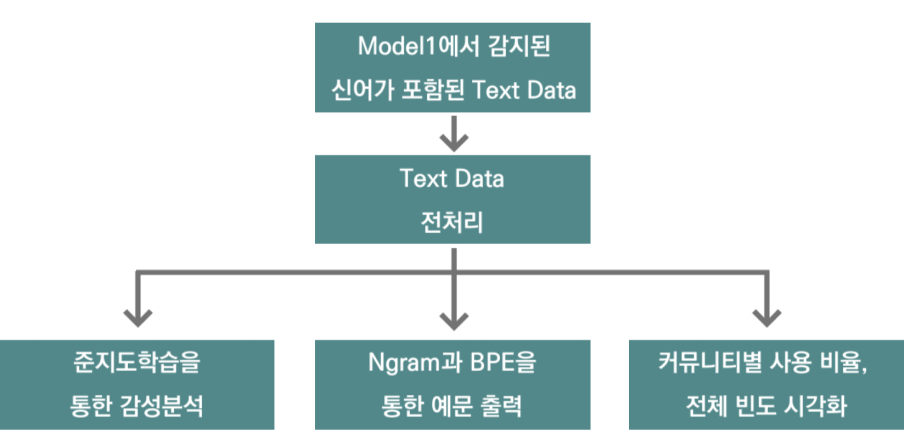 Model1에서 감지된
신어가 포함된 Text Data
Text Data
전처리
준지도학습을
통한 감성분석
Ngram과 BPE을
통한 예문 출력
커뮤니티별 사용 비율,
전체 빈도 시각화